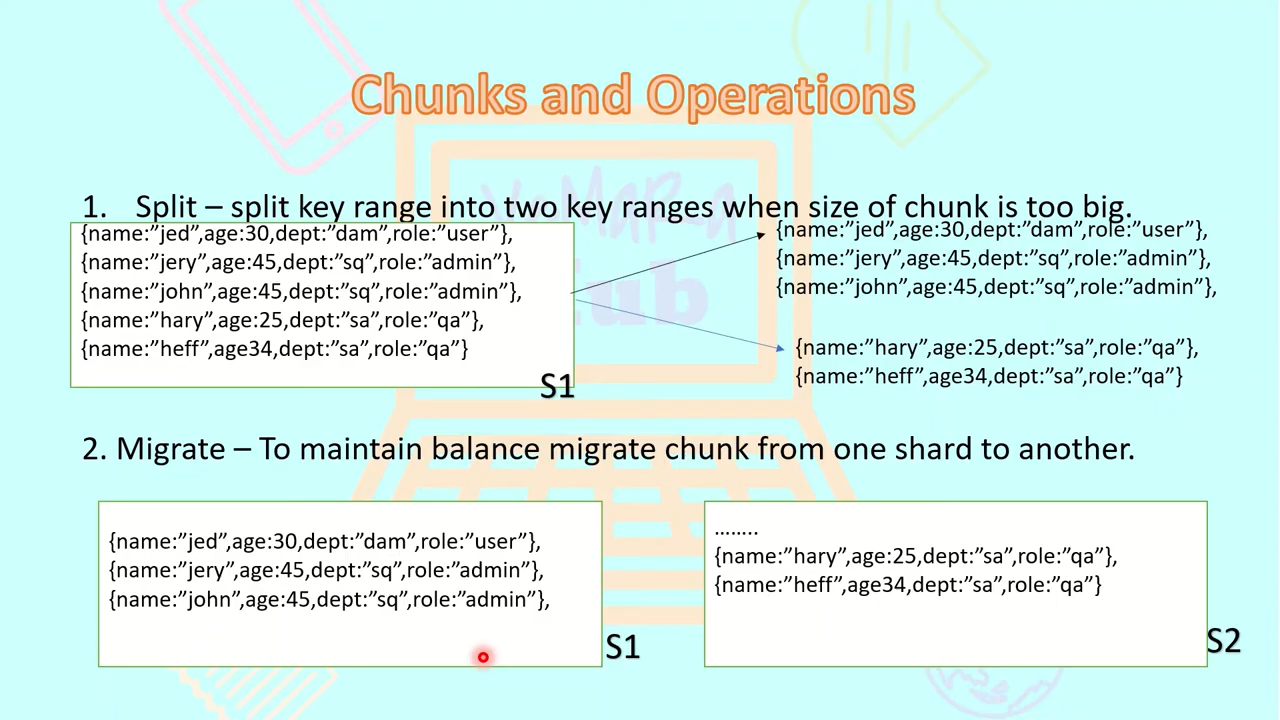 Chunks and Operations
1. Split – split key range into two key ranges when size of chunk is too big.
{name:”jed”,age:30,dept:”dam”,role:”user”},
{name:”jery”,age:45,dept:”sq”,role:”admin”},
{name:”john”,age:45,dept:”sq”,role:”admin”},
{name:”hary”,age:25,dept:”sa”,role:”qa”},
{name:”heff”,age34,dept:”sa”,role:”qa”}
S1
{name:”jed”,age:30,dept:”dam”,role:”user”},
{name:”jery”,age:45,dept:”sq”,role:”admin”},
{name:”john”,age:45,dept:”sq”,role:”admin”},
{name:”hary”,age:25,dept:”sa”,role:”qa”},
{name:”heff”,age34,dept:”sa”,role:”qa”}
2. Migrate – To maintain balance migrate chunk from one shard to another.
{name:”jed”,age:30,dept:”dam”,role:”user”},
{name:”jery”,age:45,dept:”sq”,role:”admin”},
{name:”john”,age:45,dept:”sq”,role:”admin”},
S1
……..
{name:”hary”,age:25,dept:”sa”,role:”qa”},
{name:”heff”,age34,dept:”sa”,role:”qa”}
S2